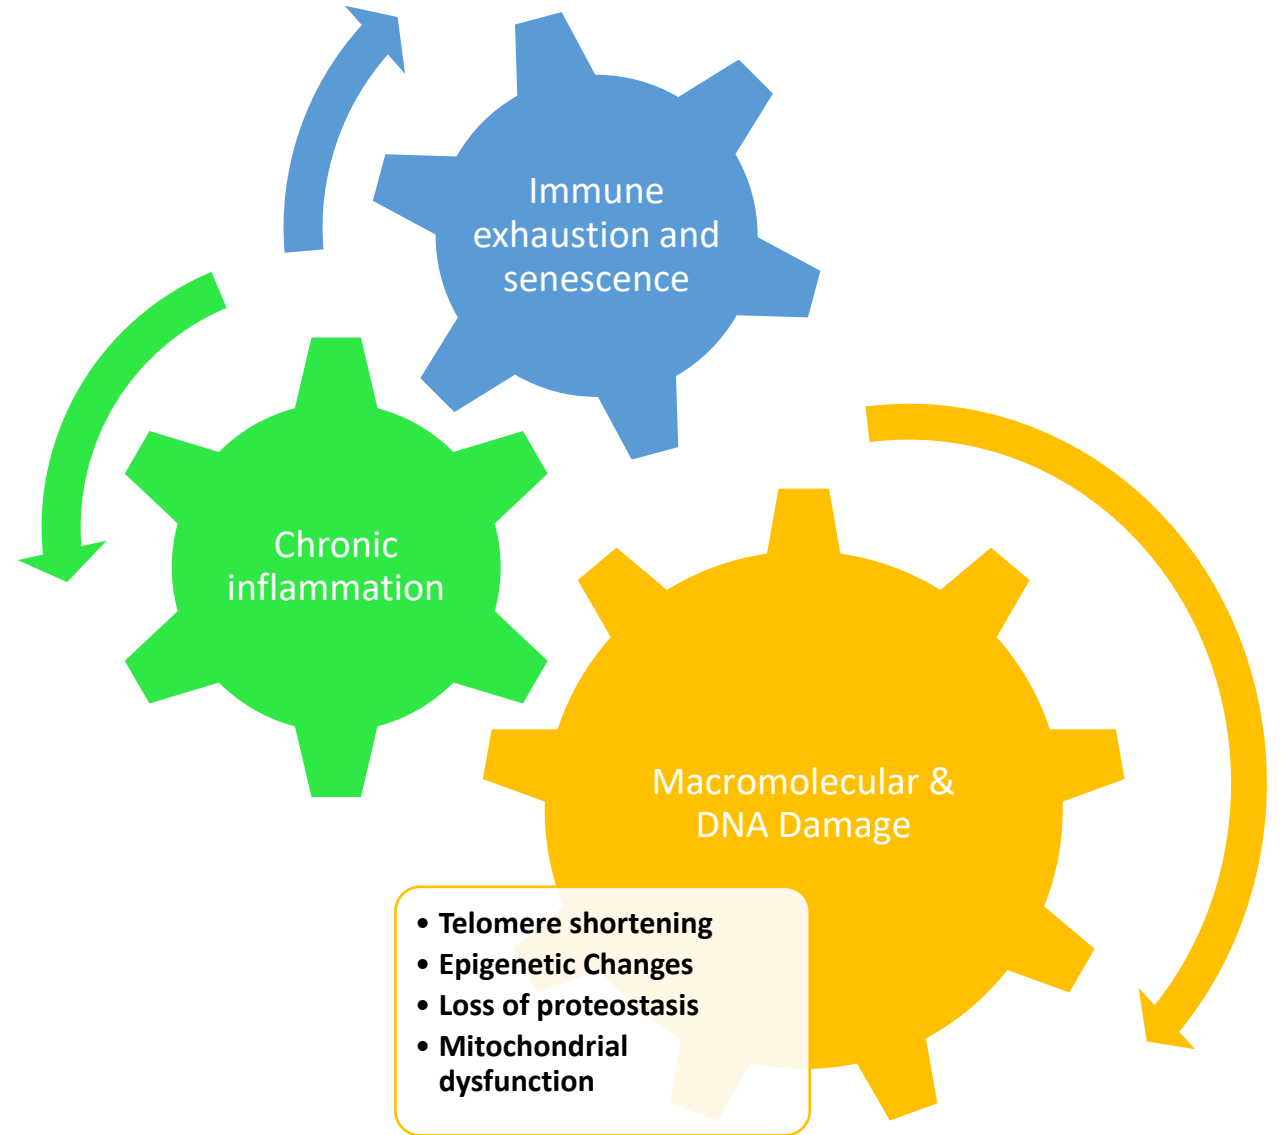 Immune
exhaustion and
senescence
Chronic
inflammation
Macromolecular &
DNA Damage
• Telomere shortening
• Epigenetic Changes
• Loss of proteostasis
• Mitochondrial
dysfunction